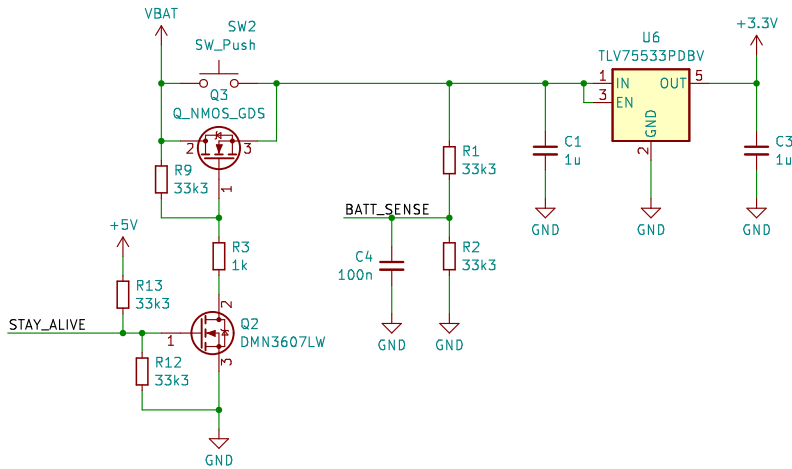 VBAT
SW2
SW_Push
Q3
Q_NMOS_GDS
2
3
1
R9
33k3
+5V
R13
33k3
STAY_ALIVE
R3
1k
2
1
Q2
DMN3607LW
3
R12
33k3
GND
BATT_SENSE
C4
100n
GND
R1
33k3
R2
33k3
GND
C1
1u
GND
U6
TLV75533PDBV
1
IN
OUT
5
3
EN
GND
2
GND
+3.3V
C3
1u
GND